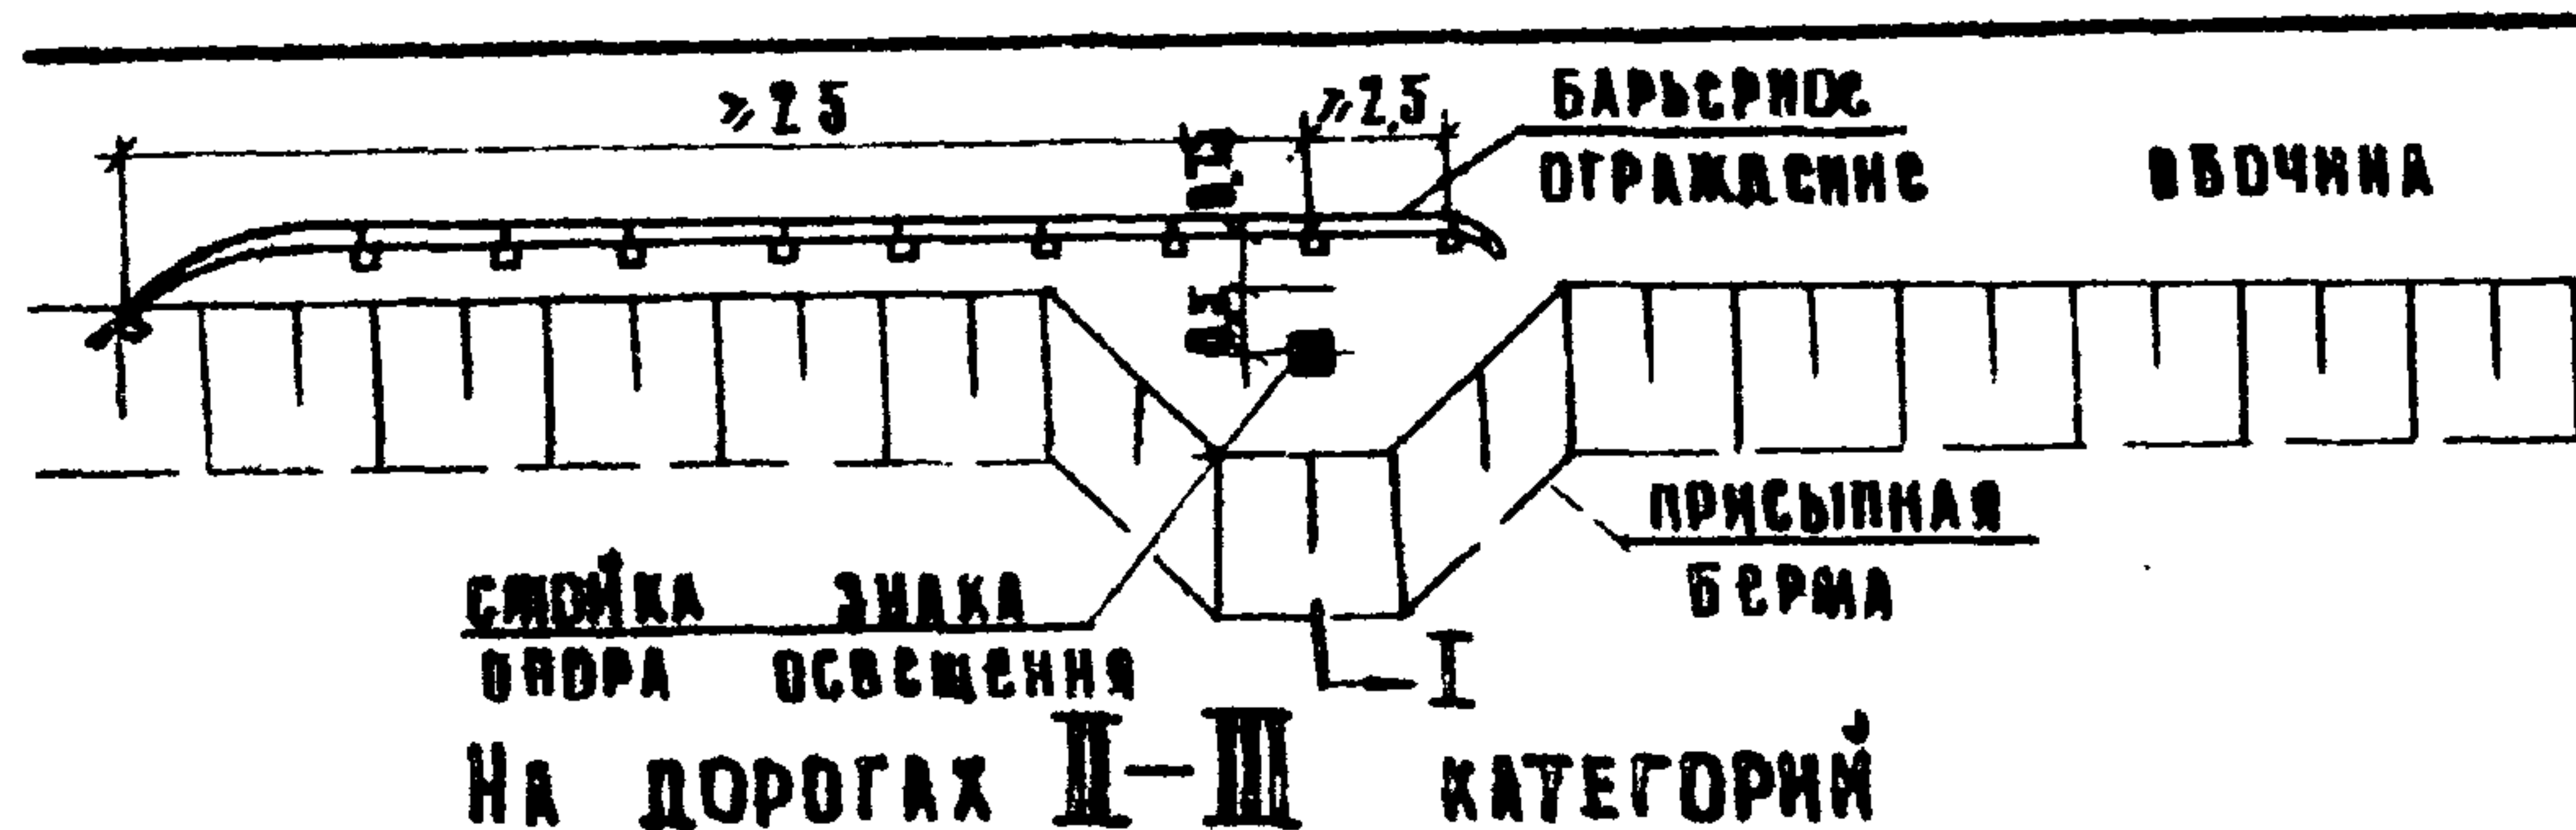 ≥25
≥2,5
БАРЬЕРНОЕ
ОГРАЖДЕНИЕ
ОБОЧИНА
ПРИСЫПНАЯ
БЕРМА
СТОЙКА ЗНАКА
ОПОРА ОСВЕЩЕНИЯ
I
НА ДОРОГАХ II–III КАТЕГОРИЙ